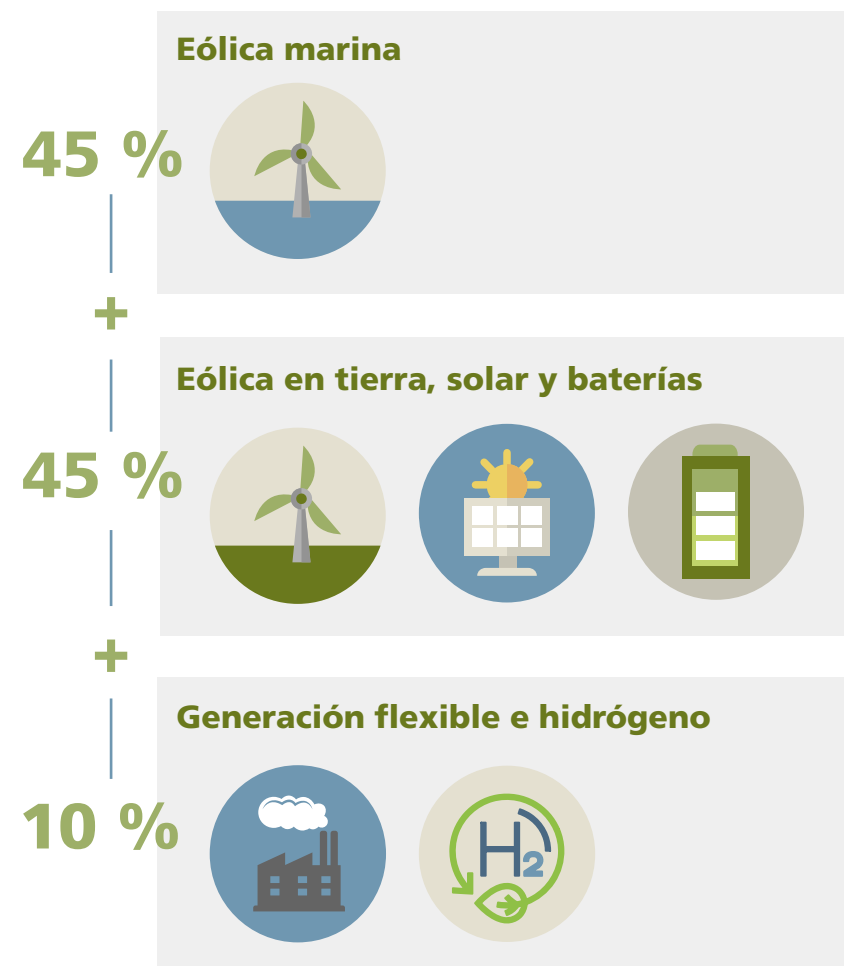 Eólica marina
45 %
+
Eólica en tierra, solar y baterías
45 %
+
Generación flexible e hidrógeno
10 %
H2